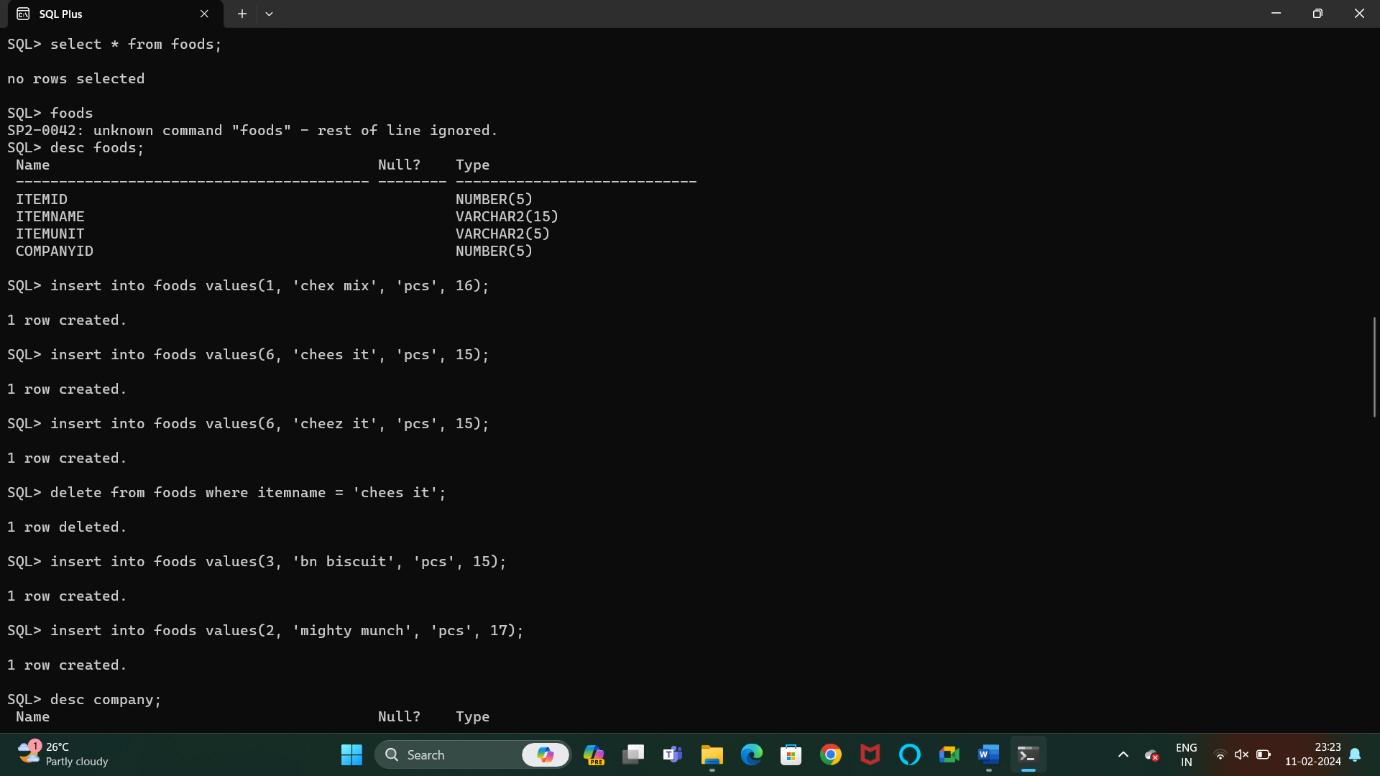 SQL Plus
SQL> select * from foods;
no rows selected
SQL> foods
SP2-0042: unknown command "foods" - rest of line ignored.
SQL> desc foods;
Name Null? Type
----------------------------------------- -------- ----------------------------
ITEMID NUMBER(5)
ITEMNAME VARCHAR2(15)
ITEMUNIT VARCHAR2(5)
COMPANYID NUMBER(5)
SQL> insert into foods values(1, 'chex mix', 'pcs', 16);
1 row created.
SQL> insert into foods values(6, 'chees it', 'pcs', 15);
1 row created.
SQL> insert into foods values(6, 'cheez it', 'pcs', 15);
1 row created.
SQL> delete from foods where itemname = 'chees it';
1 row deleted.
SQL> insert into foods values(3, 'bn biscuit', 'pcs', 15);
1 row created.
SQL> insert into foods values(2, 'mighty munch', 'pcs', 17);
1 row created.
SQL> desc company;
Name Null? Type
1
26°C
Partly cloudy
Search
PRE
ENG
IN
23:23
11-02-2024